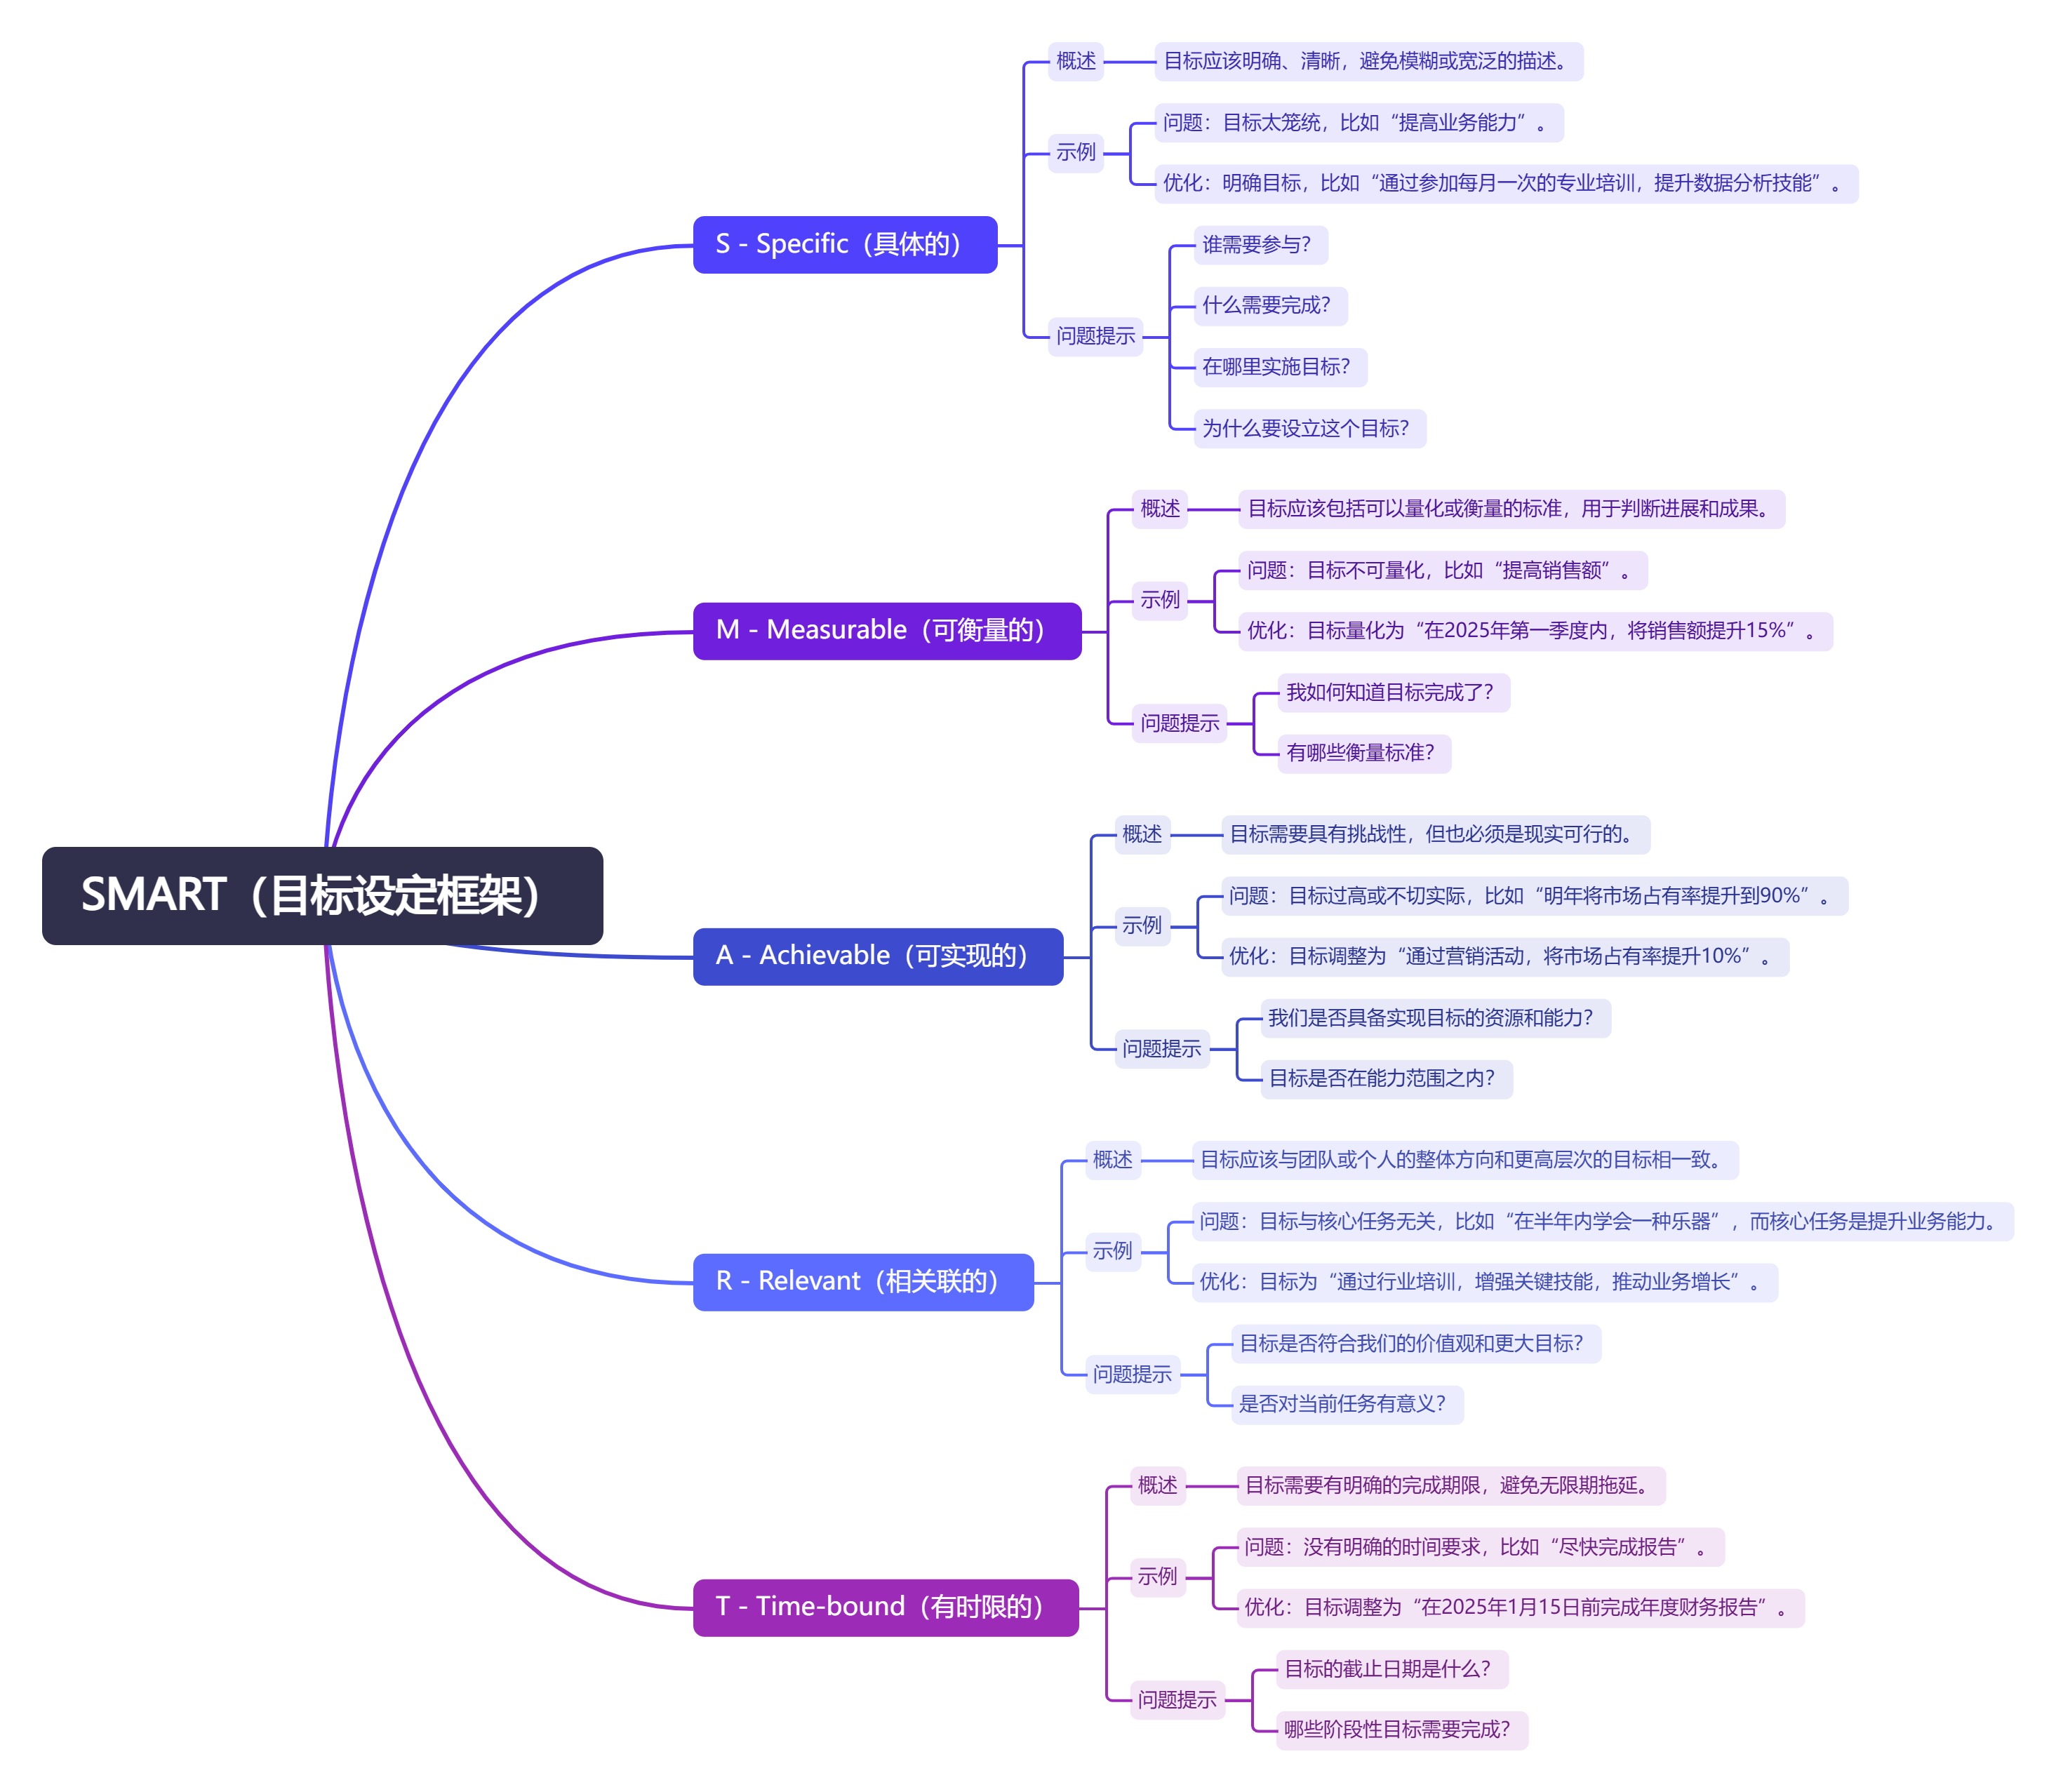 SMART（目标设定框架）
S - Specific（具体的）
概述
目标应该明确、清晰，避免模糊或宽泛的描述。
示例
问题：目标太笼统，比如“提高业务能力”。
优化：明确目标，比如“通过参加每月一次的专业培训，提升数据分析技能”。
问题提示
谁需要参与？
什么需要完成？
在哪里实施目标？
为什么要设立这个目标？
M - Measurable（可衡量的）
概述
目标应该包括可以量化或衡量的标准，用于判断进展和成果。
示例
问题：目标不可量化，比如“提高销售额”。
优化：目标量化为“在2025年第一季度内，将销售额提升15%”。
问题提示
我如何知道目标完成了？
有哪些衡量标准？
A - Achievable（可实现的）
概述
目标需要具有挑战性，但也必须是现实可行的。
示例
问题：目标过高或不切实际，比如“明年将市场占有率提升到90%”。
优化：目标调整为“通过营销活动，将市场占有率提升10%”。
问题提示
我们是否具备实现目标的资源和能力？
目标是否在能力范围之内？
R - Relevant（相关联的）
概述
目标应该与团队或个人的整体方向和更高层次的目标相一致。
示例
问题：目标与核心任务无关，比如“在半年内学会一种乐器”，而核心任务是提升业务能力。
优化：目标为“通过行业培训，增强关键技能，推动业务增长”。
问题提示
目标是否符合我们的价值观和更大目标？
是否对当前任务有意义？
T - Time-bound（有时限的）
概述
目标需要有明确的完成期限，避免无限期拖延。
示例
问题：没有明确的时间要求，比如“尽快完成报告”。
优化：目标调整为“在2025年1月15日前完成年度财务报告”。
问题提示
目标的截止日期是什么？
哪些阶段性目标需要完成？